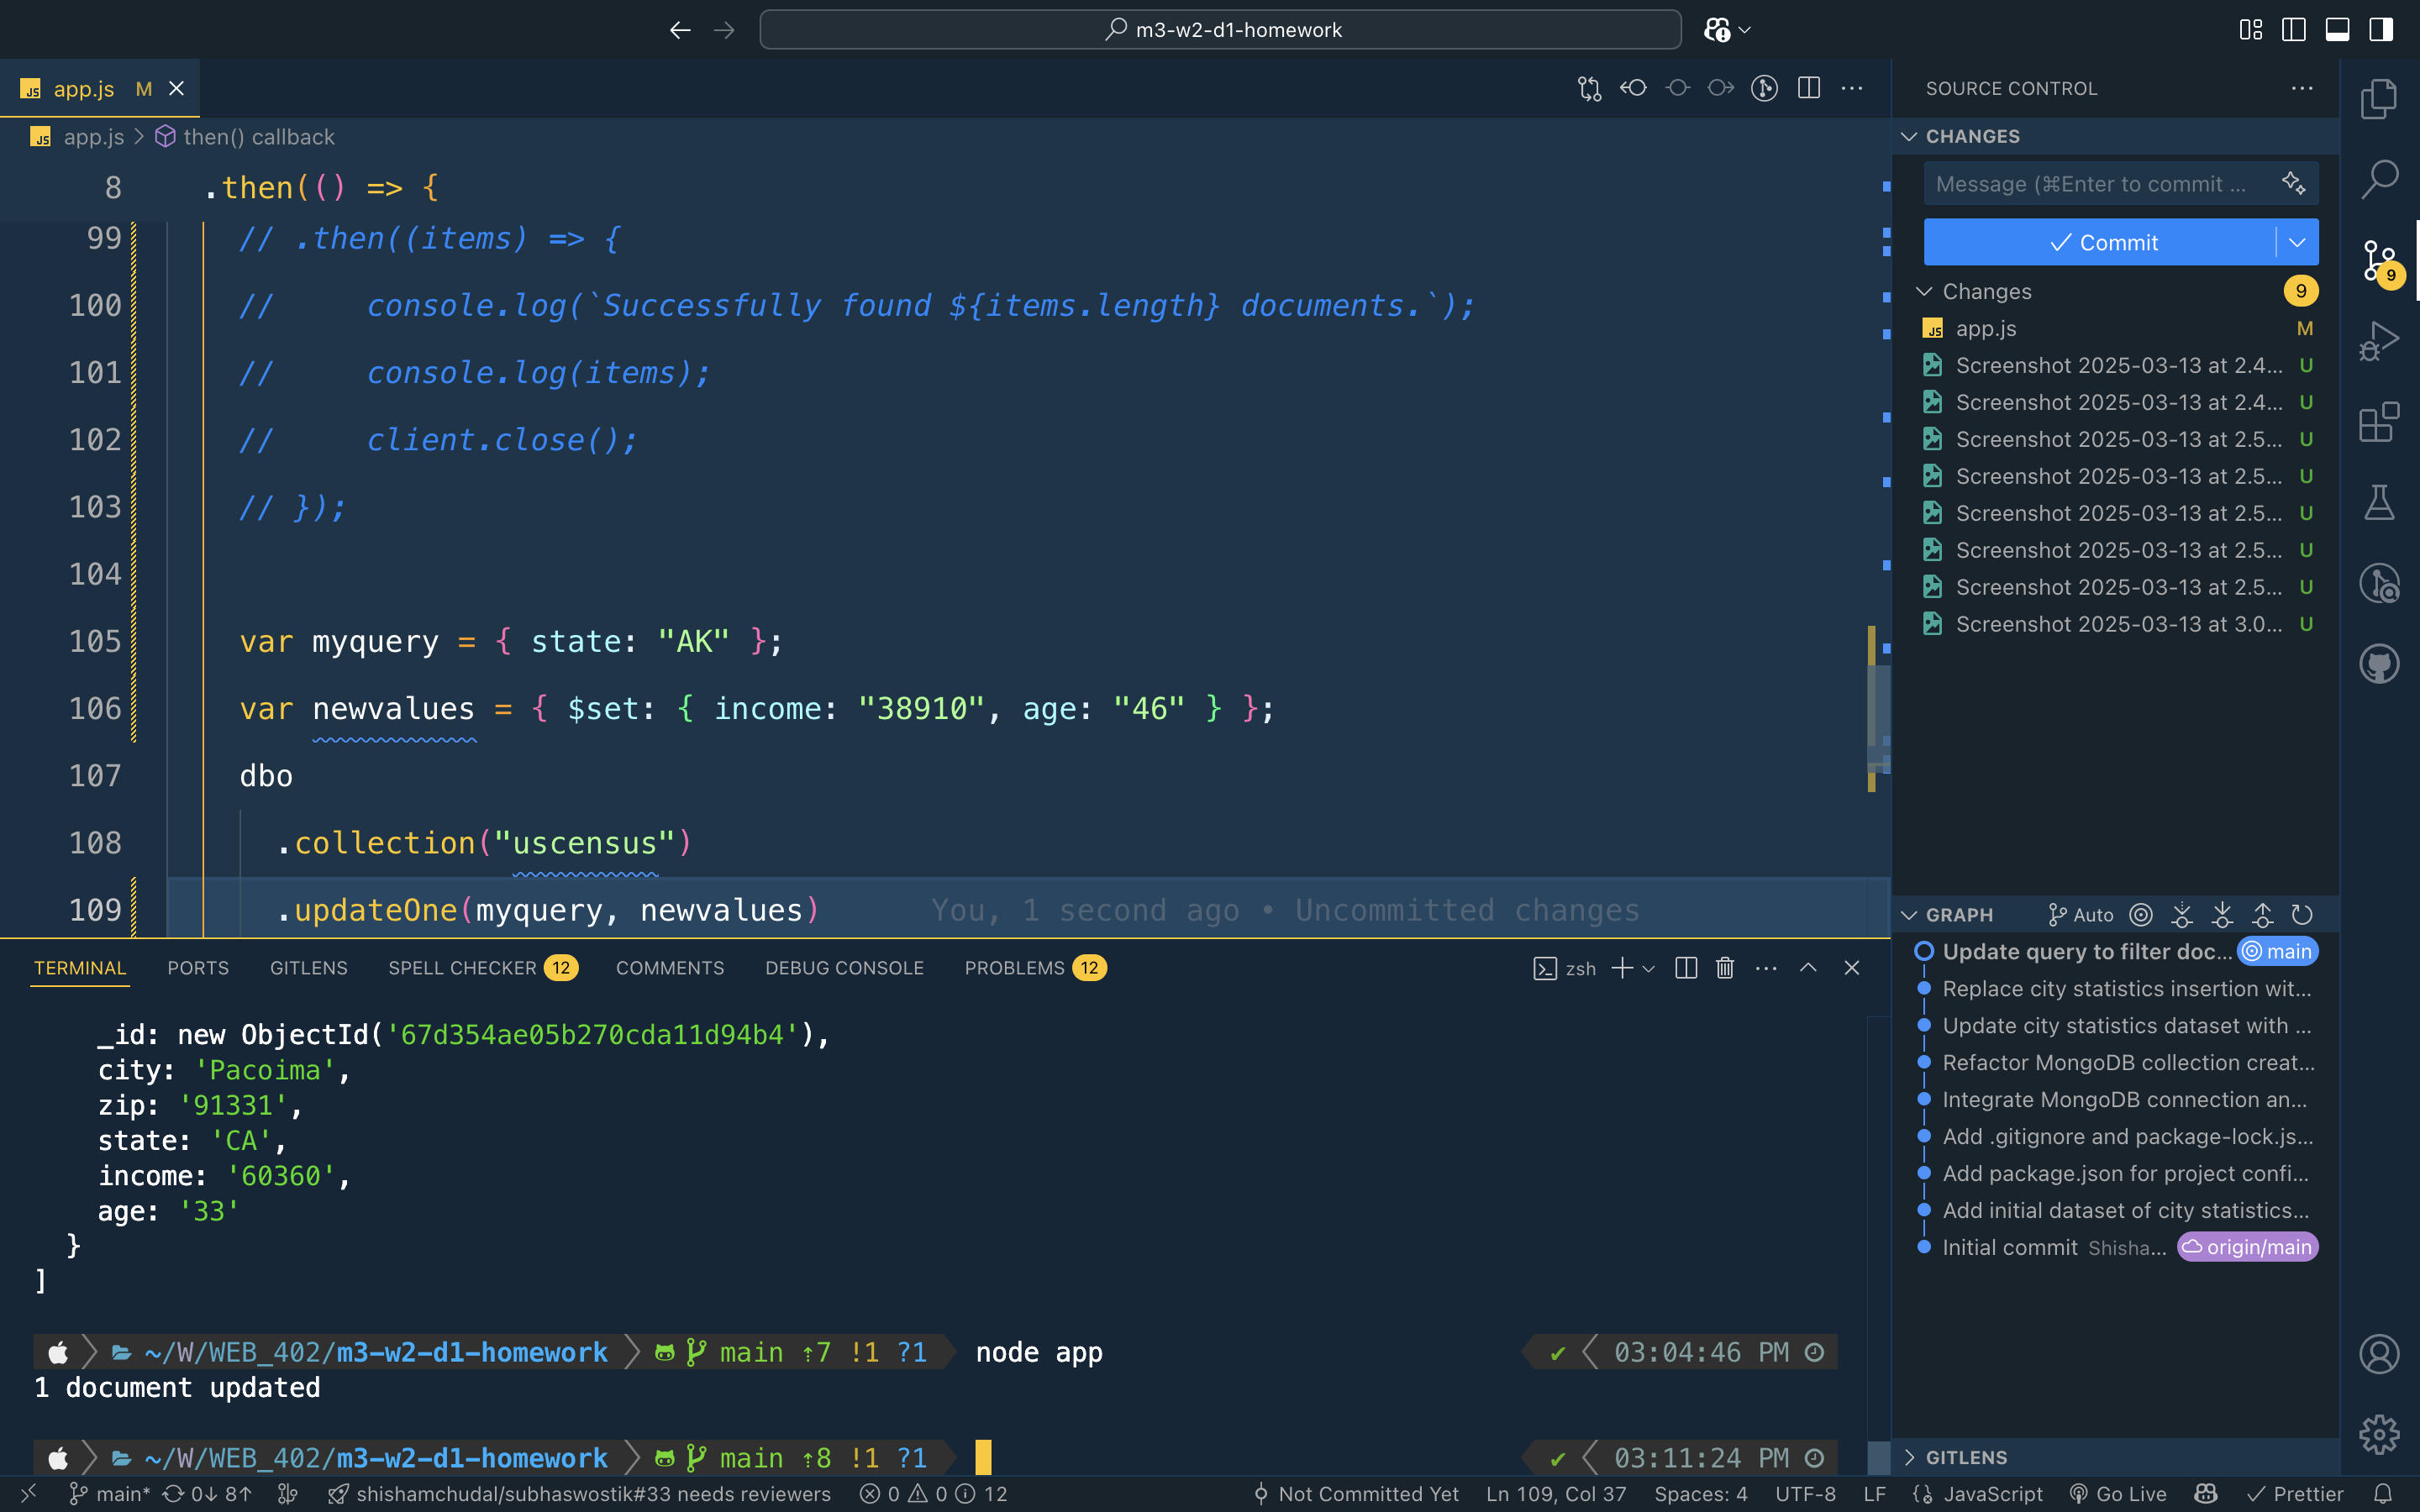 m3-w2-d1-homework
JS app.js M
JS app.js > then() callback
8 .then(() => {
99 // .then((items) => {
100 //     console.log(`Successfully found ${items.length} documents.`);
101 //     console.log(items);
102 //     client.close();
103 // });
104
105 var myquery = { state: "AK" };
106 var newvalues = { $set: { income: "38910", age: "46" } };
107 dbo
108 .collection("uscensus")
109 .updateOne(myquery, newvalues) You, 1 second ago • Uncommitted changes
TERMINAL PORTS GITLENS SPELL CHECKER 12 COMMENTS DEBUG CONSOLE PROBLEMS 12 zsh
_id: new ObjectId('67d354ae05b270cda11d94b4'),
city: 'Pacoima',
zip: '91331',
state: 'CA',
income: '60360',
age: '33'
}
]
~/W/WEB_402/m3-w2-d1-homework main ⇡7 !1 ?1 node app ✔ 03:04:46 PM
1 document updated
~/W/WEB_402/m3-w2-d1-homework main ⇡8 !1 ?1 ✔ 03:11:24 PM
SOURCE CONTROL
CHANGES
Message (⌘Enter to commit ...
Commit
Changes 9
9
JS app.js M
Screenshot 2025-03-13 at 2.4... U
Screenshot 2025-03-13 at 2.4... U
Screenshot 2025-03-13 at 2.5... U
Screenshot 2025-03-13 at 2.5... U
Screenshot 2025-03-13 at 2.5... U
Screenshot 2025-03-13 at 2.5... U
Screenshot 2025-03-13 at 2.5... U
Screenshot 2025-03-13 at 3.0... U
GRAPH Auto
Update query to filter doc... main
Replace city statistics insertion wit...
Update city statistics dataset with ...
Refactor MongoDB collection creat...
Integrate MongoDB connection an...
Add .gitignore and package-lock.js...
Add package.json for project confi...
Add initial dataset of city statistics...
Initial commit Shisha... origin/main
GITLENS
main* 0↓ 8↑ shishamchudal/subhaswostik#33 needs reviewers 0 0 12 Not Committed Yet Ln 109, Col 37 Spaces: 4 UTF-8 LF JavaScript Go Live Prettier